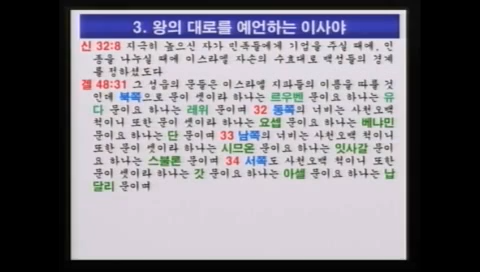 3. 왕의 대로를 예언하는 이사야
신 32:8 지극히 높으신 자가 민족들에게 기업을 주실 때에, 인
종을 나누실 때에 이스라엘 자손의 수효대로 백성들의 경계
를 정하셨도다
겔 48:31 그 성읍의 문들은 이스라엘 지파들의 이름을 따를 것
인데 북쪽으로 문이 셋이라 하나는 르우벤 문이요 하나는 유
다 문이요 하나는 레위 문이며 32 동쪽의 너비는 사천오백
척이니 또한 문이 셋이라 하나는 요셉 문이요 하나는 베냐민
문이요 하나는 단 문이며 33 남쪽의 너비는 사천오백 척이니
또한 문이 셋이라 하나는 시므온 문이요 하나는 잇사갈 문이
요 하나는 스불론 문이며 34 서쪽도 사천오백 척이니 또한
문이 셋이라 하나는 갓 문이요 하나는 아셀 문이요 하나는 납
달리 문이며